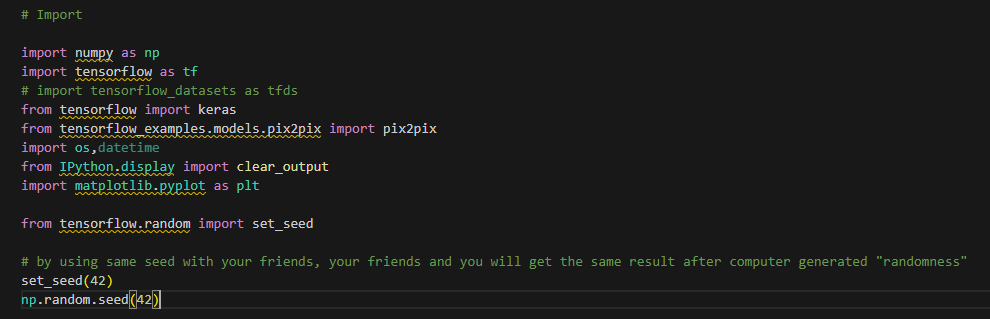 # Import
import numpy as np
import tensorflow as tf
# import tensorflow_datasets as tfds
from tensorflow import keras
from tensorflow_examples.models.pix2pix import pix2pix
import os,datetime
from IPython.display import clear_output
import matplotlib.pyplot as plt
from tensorflow.random import set_seed
# by using same seed with your friends, your friends and you will get the same result after computer generated "randomness"
set_seed(42)
np.random.seed(42)